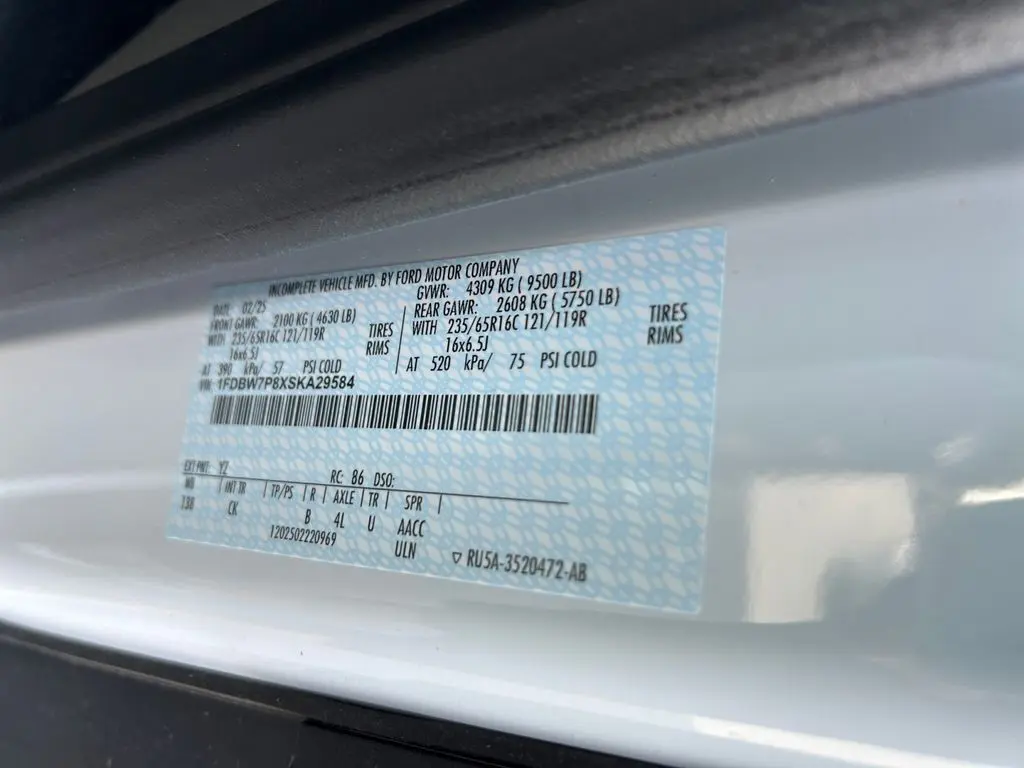 INCOMPLETE VEHICLE MFD. BY FORD MOTOR COMPANY
DATE: 02/25 GVWR: 4309 KG ( 9500 LB)
FRONT GAWR: 2100 KG ( 4630 LB) REAR GAWR: 2608 KG ( 5750 LB)
WITH 235/65R16C 121/119R TIRES WITH 235/65R16C 121/119R TIRES
16x6.5J RIMS 16x6.5J RIMS
AT 390 kPa/ 57 PSI COLD AT 520 kPa/ 75 PSI COLD
VIN: 1FDBW7P8XSKA29584
EXT PNT: YZ RC: 86 DSO:
WB INT TR TP/PS R AXLE TR SPR
130 CK B 4L U AACC
1202502220969 ULN
▽ RU5A-3520472-AB